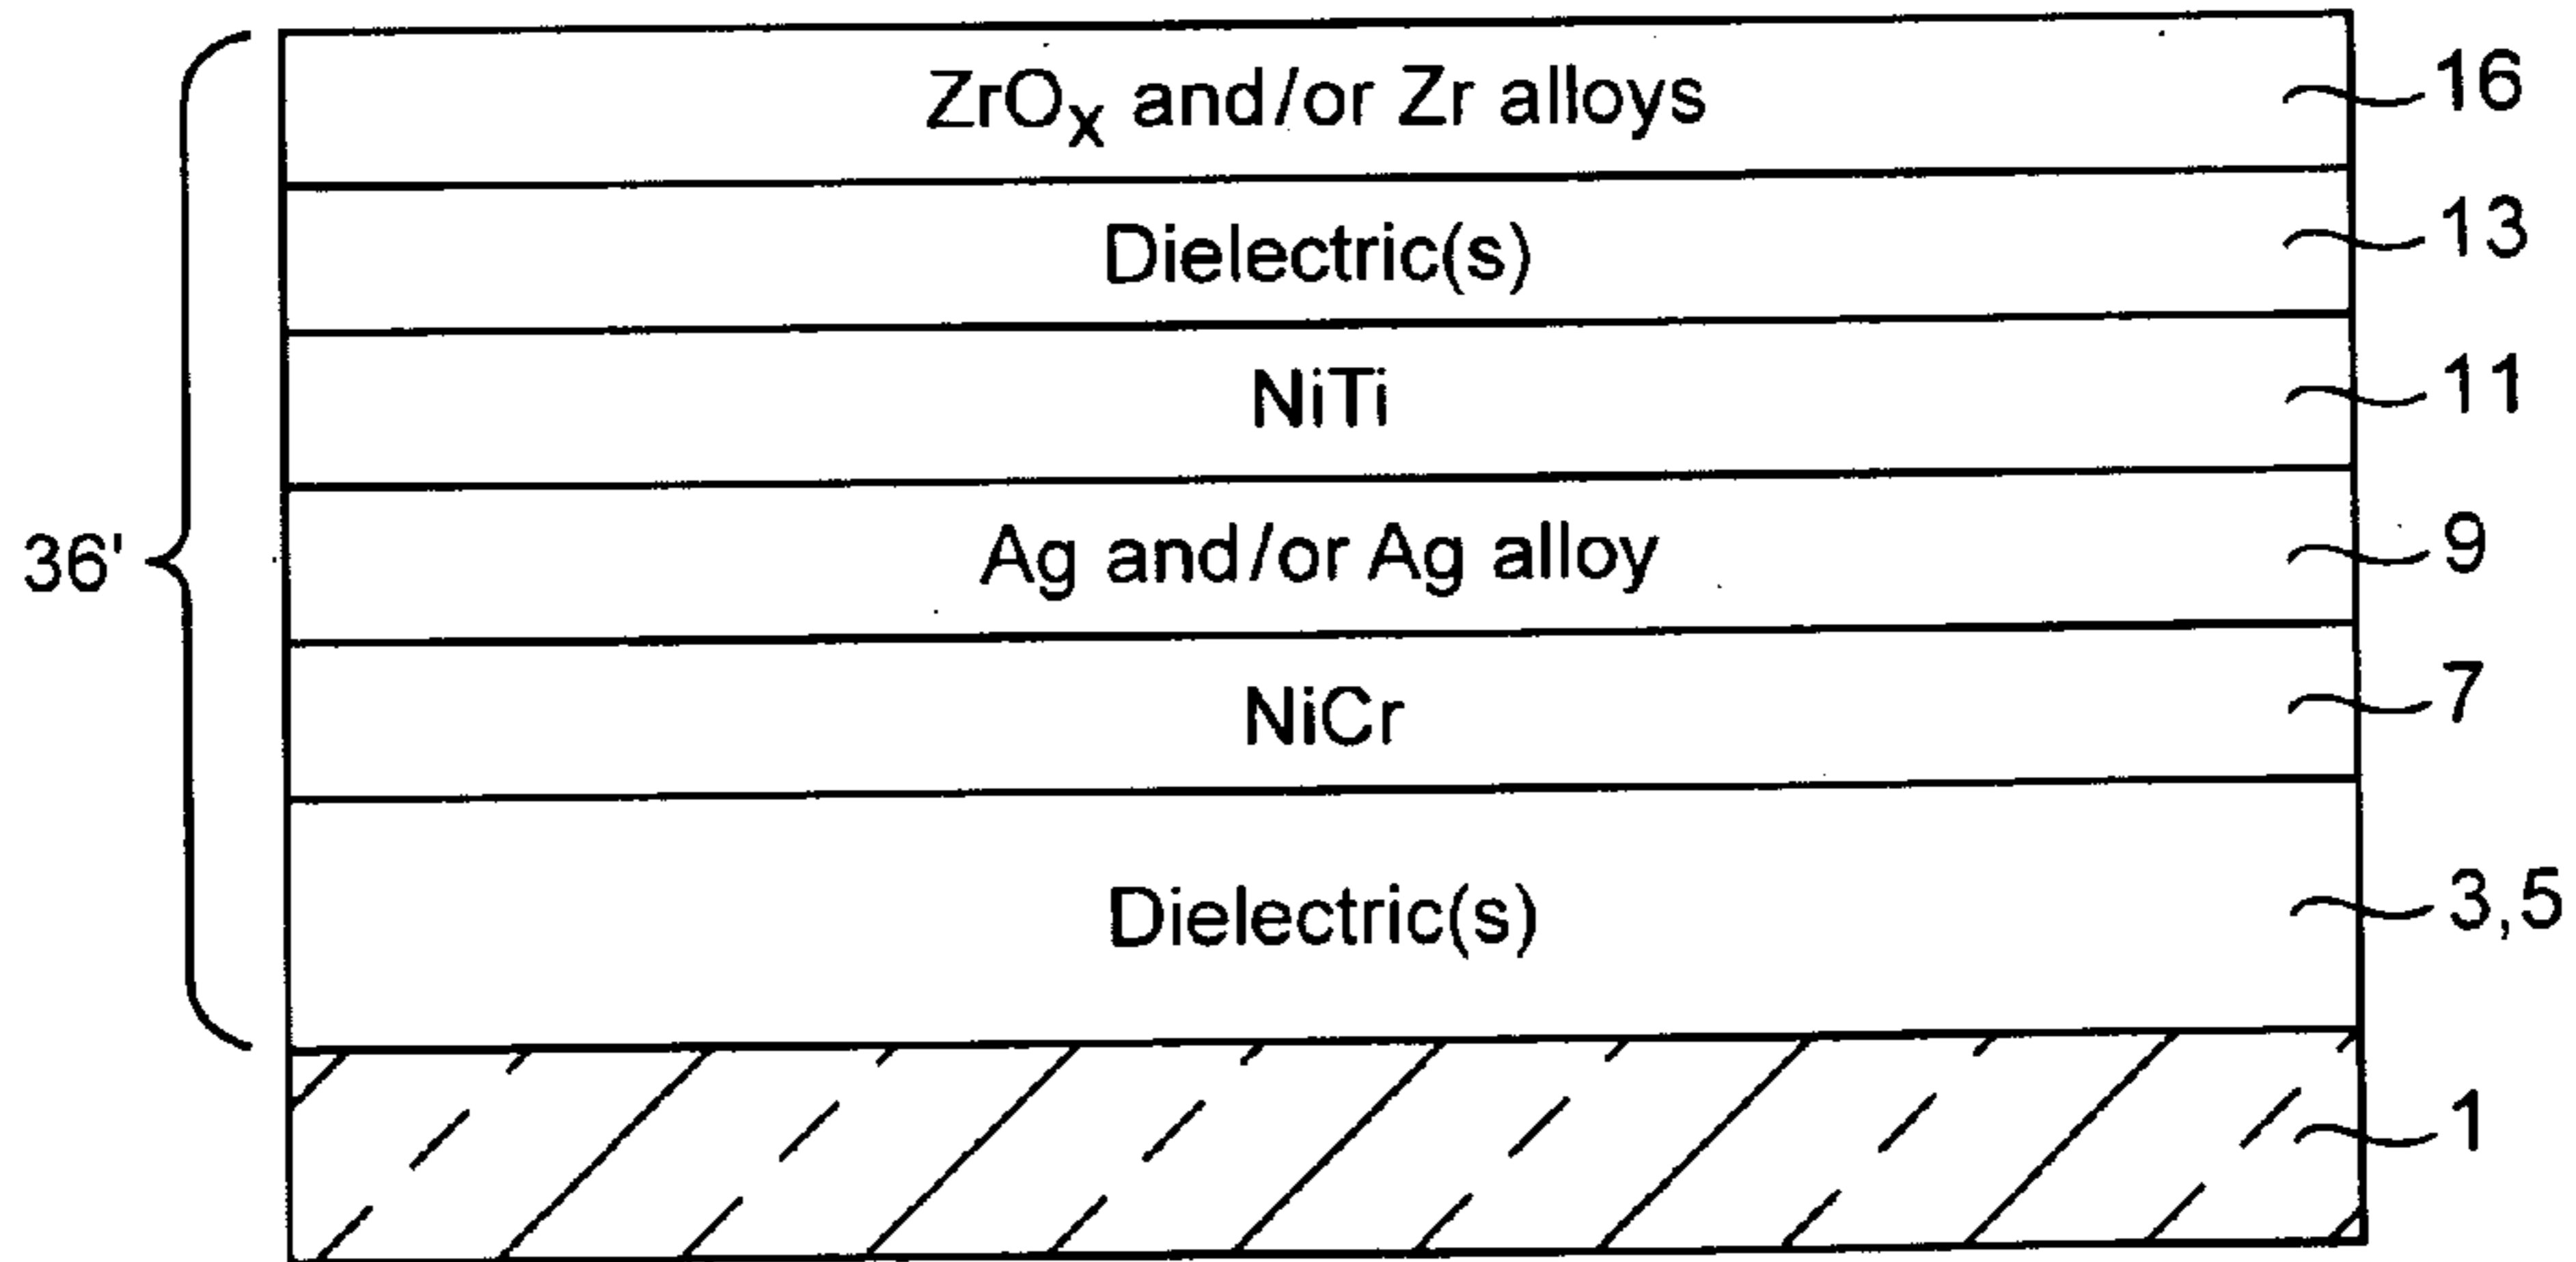 ZrOₓ and/or Zr alloys
16
Dielectric(s)
13
NiTi
11
36'
Ag and/or Ag alloy
9
NiCr
7
Dielectric(s)
3,5
1